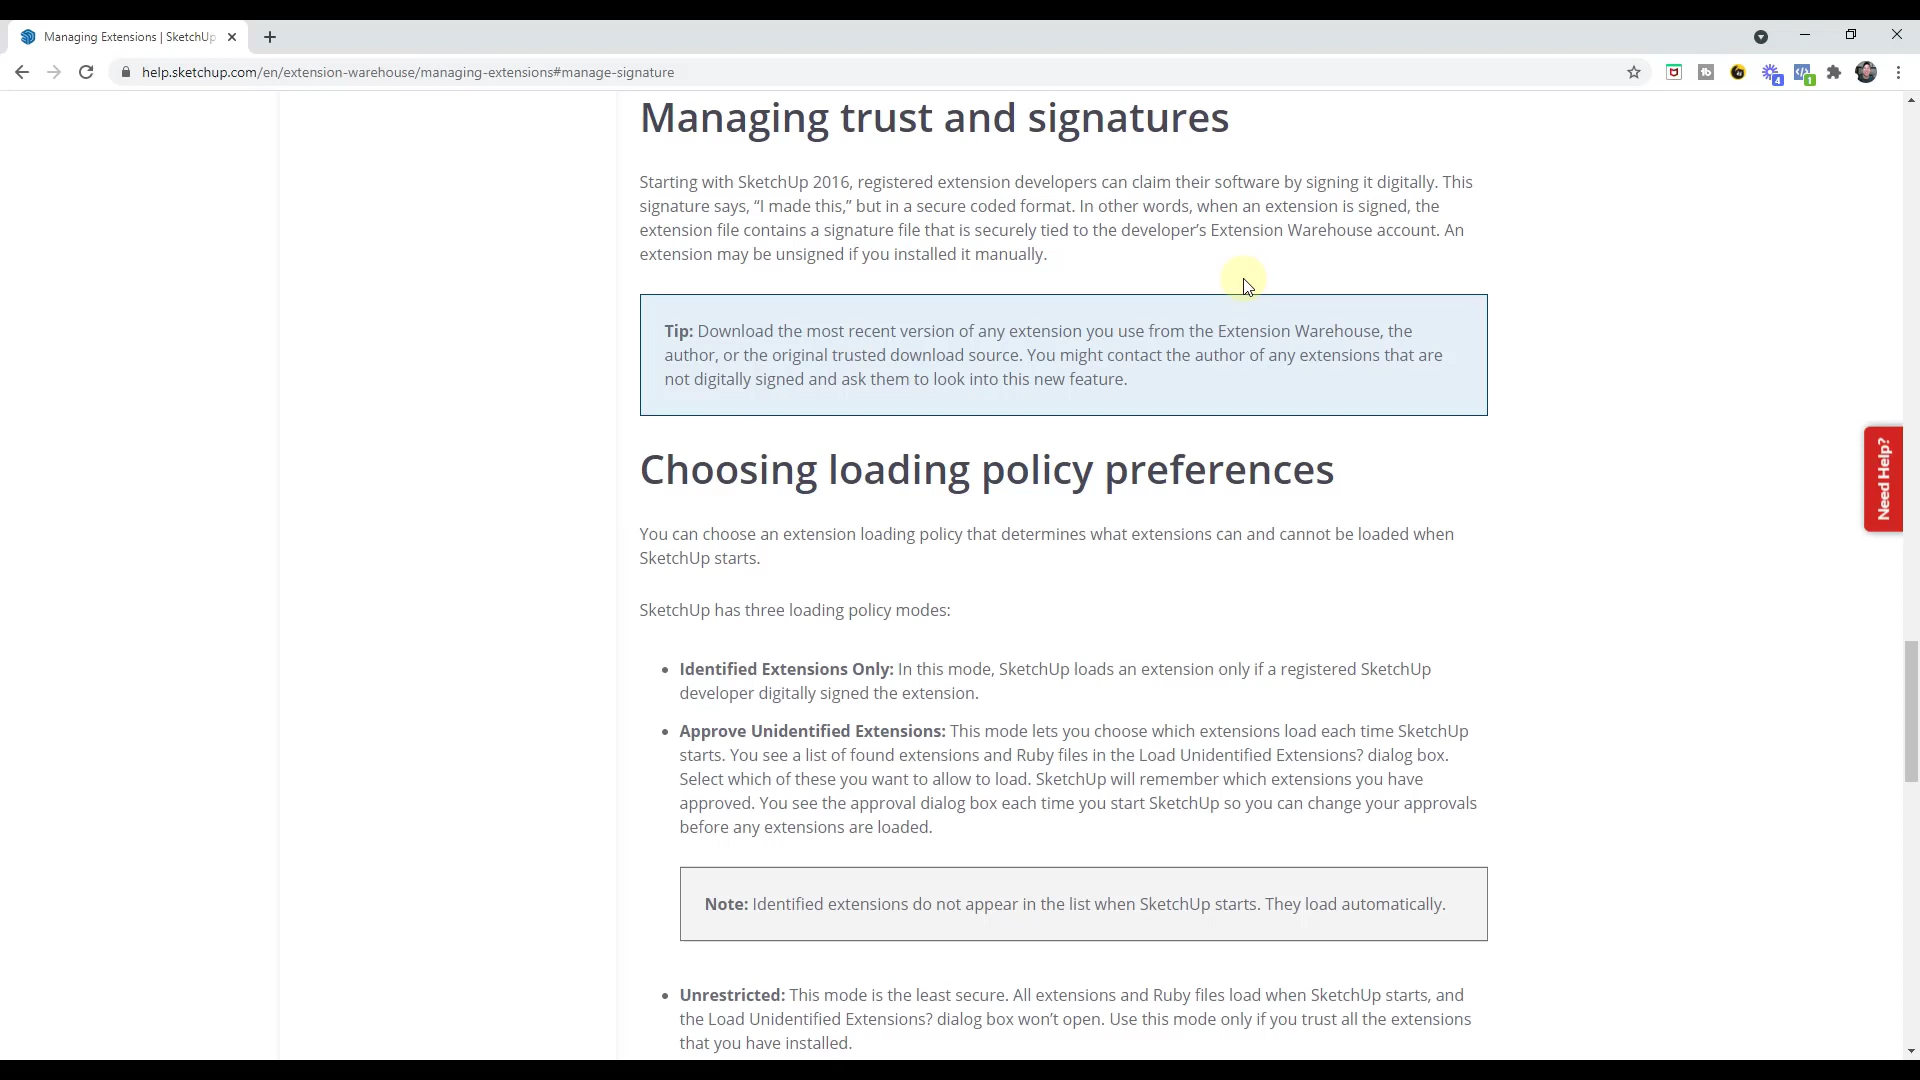 Managing Extensions | SketchUp
help.sketchup.com/en/extension-warehouse/managing-extensions#manage-signature
4
1
Managing trust and signatures
Starting with SketchUp 2016, registered extension developers can claim their software by signing it digitally. This
signature says, “I made this,” but in a secure coded format. In other words, when an extension is signed, the
extension file contains a signature file that is securely tied to the developer’s Extension Warehouse account. An
extension may be unsigned if you installed it manually.
Tip: Download the most recent version of any extension you use from the Extension Warehouse, the
author, or the original trusted download source. You might contact the author of any extensions that are
not digitally signed and ask them to look into this new feature.
Need Help?
Choosing loading policy preferences
You can choose an extension loading policy that determines what extensions can and cannot be loaded when
SketchUp starts.
SketchUp has three loading policy modes:
• Identified Extensions Only: In this mode, SketchUp loads an extension only if a registered SketchUp
developer digitally signed the extension.
• Approve Unidentified Extensions: This mode lets you choose which extensions load each time SketchUp
starts. You see a list of found extensions and Ruby files in the Load Unidentified Extensions? dialog box.
Select which of these you want to allow to load. SketchUp will remember which extensions you have
approved. You see the approval dialog box each time you start SketchUp so you can change your approvals
before any extensions are loaded.
Note: Identified extensions do not appear in the list when SketchUp starts. They load automatically.
• Unrestricted: This mode is the least secure. All extensions and Ruby files load when SketchUp starts, and
the Load Unidentified Extensions? dialog box won’t open. Use this mode only if you trust all the extensions
that you have installed.